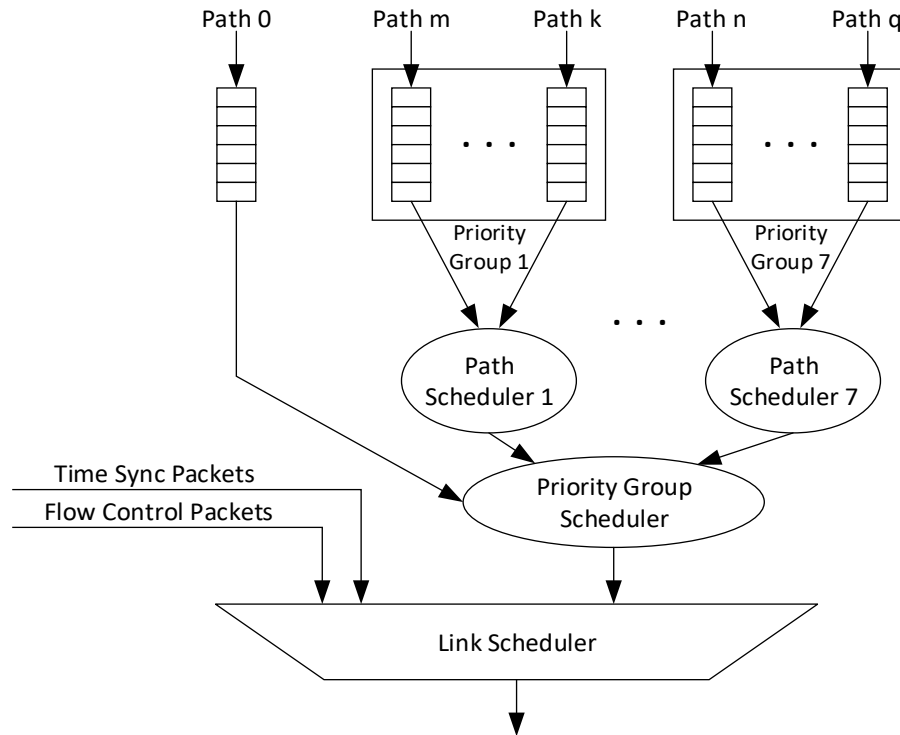 Path 0
Path m
Path k
Path n
Path q
. . .
. . .
Priority
Group 1
Priority
Group 7
. . .
Path
Scheduler 1
Path
Scheduler 7
Time Sync Packets
Flow Control Packets
Priority Group
Scheduler
Link Scheduler